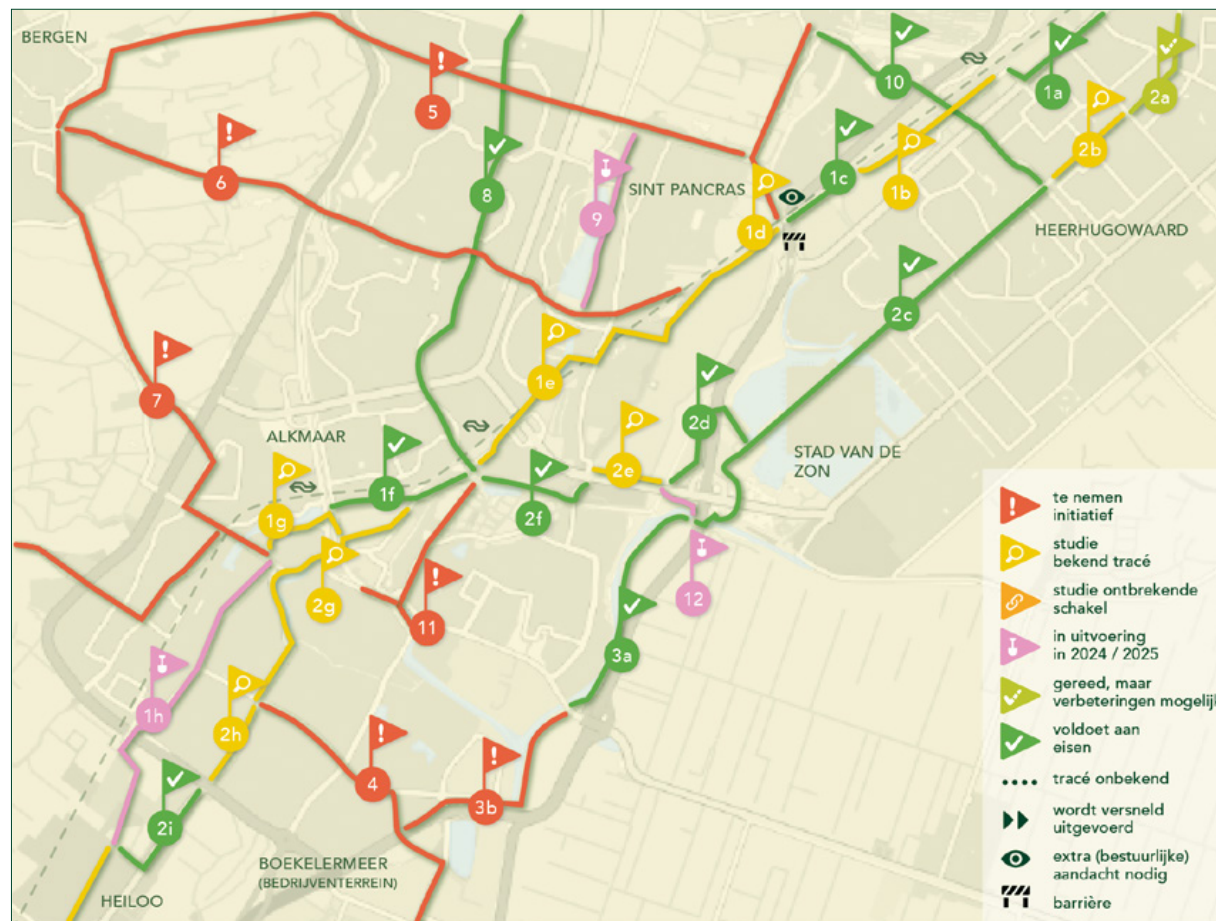 BERGEN
5
10
1a
2a
2b
6
8
9
SINT PANCRAS
1c
1b
1d
HEERHUGOWAARD
2c
7
1e
ALKMAAR
2d
STAD VAN DE
ZON
1f
2e
1g
2f
2g
11
12
3a
1h
2h
4
3b
2i
BOEKELERMEER
(BEDRIJVENTERREIN)
HEILOO
te nemen
initiatief
studie
bekend tracé
studie ontbrekende
schakel
in uitvoering
in 2024 / 2025
gereed, maar
verbeteringen mogelijk
voldoet aan
eisen
tracé onbekend
wordt versneld
uitgevoerd
extra (bestuurlijke)
aandacht nodig
barrière